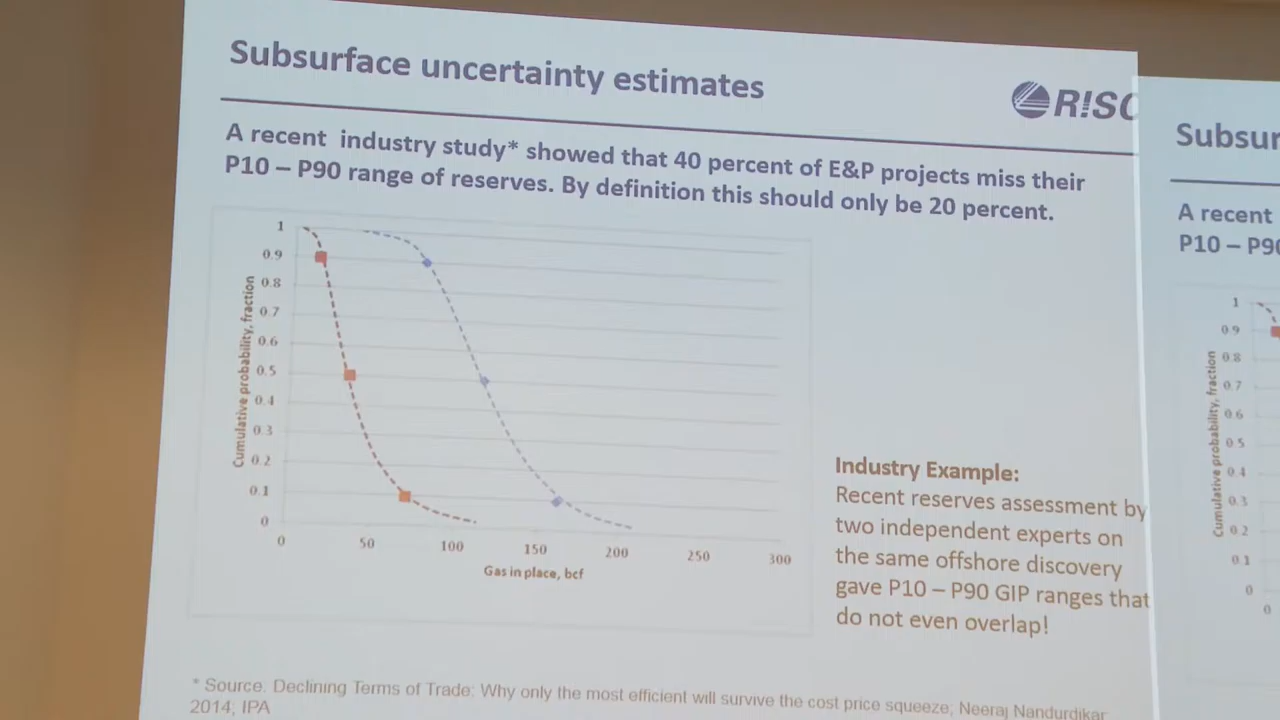 Subsurface uncertainty estimates
R!SC
A recent industry study* showed that 40 percent of E&P projects miss their
P10 – P90 range of reserves. By definition this should only be 20 percent.
1
0.9
0.8
0.7
0.6
0.5
0.4
0.3
0.2
0.1
0
Cumulative probability, fraction
0 50 100 150 200 250 300
Gas in place, bcf
Industry Example:
Recent reserves assessment by
two independent experts on
the same offshore discovery
gave P10 – P90 GIP ranges that
do not even overlap!
* Source. Declining Terms of Trade: Why only the most efficient will survive the cost price squeeze; Neeraj Nandurdikar
2014; IPA
Subsur
A recent
P10 – P90
1
0.9
0.8
0.7
0.6
0.5
0.4
0.3
0.2
0.1
0
Cumulative probability, fraction
0